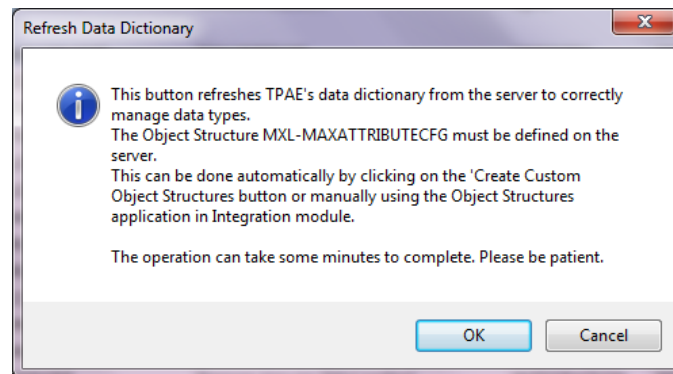 Refresh Data Dictionary
This button refreshes TPAE's data dictionary from the server to correctly
manage data types.
The Object Structure MXL-MAXATTRIBUTECFG must be defined on the
server.
This can be done automatically by clicking on the 'Create Custom
Object Structures button or manually using the Object Structures
application in Integration module.
The operation can take some minutes to complete. Please be patient.
OK Cancel